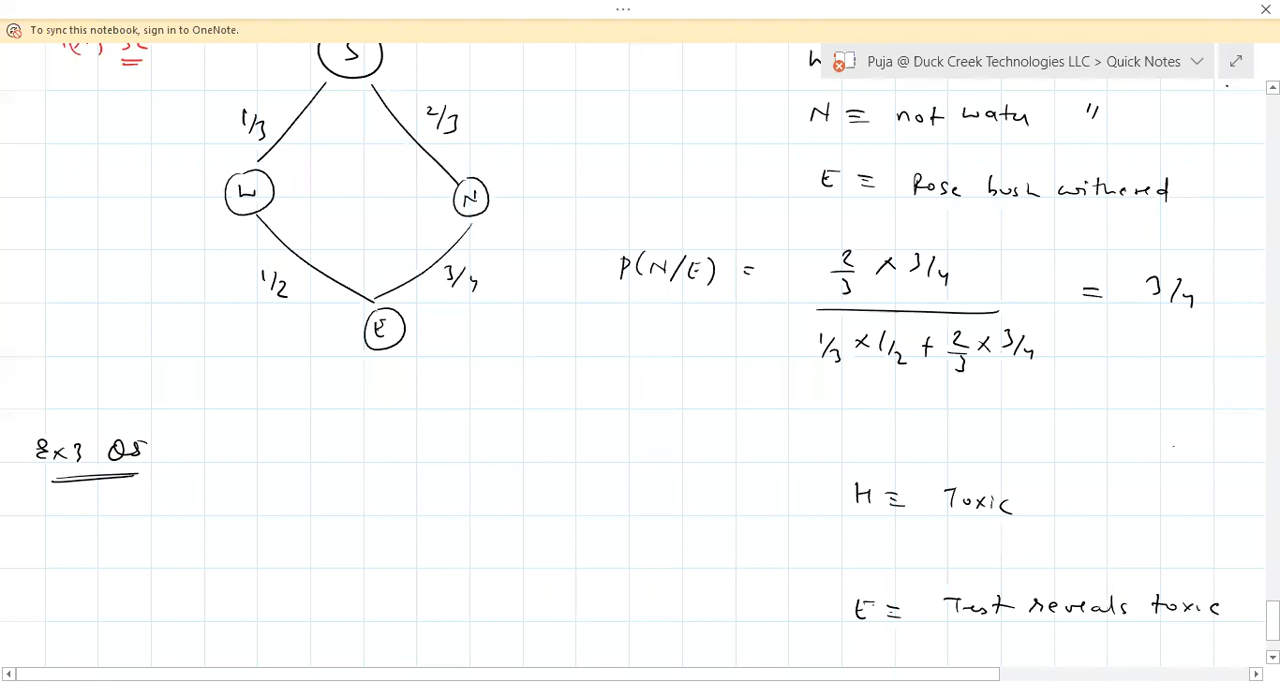 ...
To sync this notebook, sign in to OneNote.
Puja @ Duck Creek Technologies LLC > Quick Notes
S
1/3
2/3
W
N
1/2
3/4
E
N ≡ not water "
E ≡ Rose bush withered
P(N/E) = (2/3 × 3/4) / (1/3 × 1/2 + 2/3 × 3/4) = 3/4
Ex 3 Q5
H ≡ Toxic
E ≡ Test reveals toxic